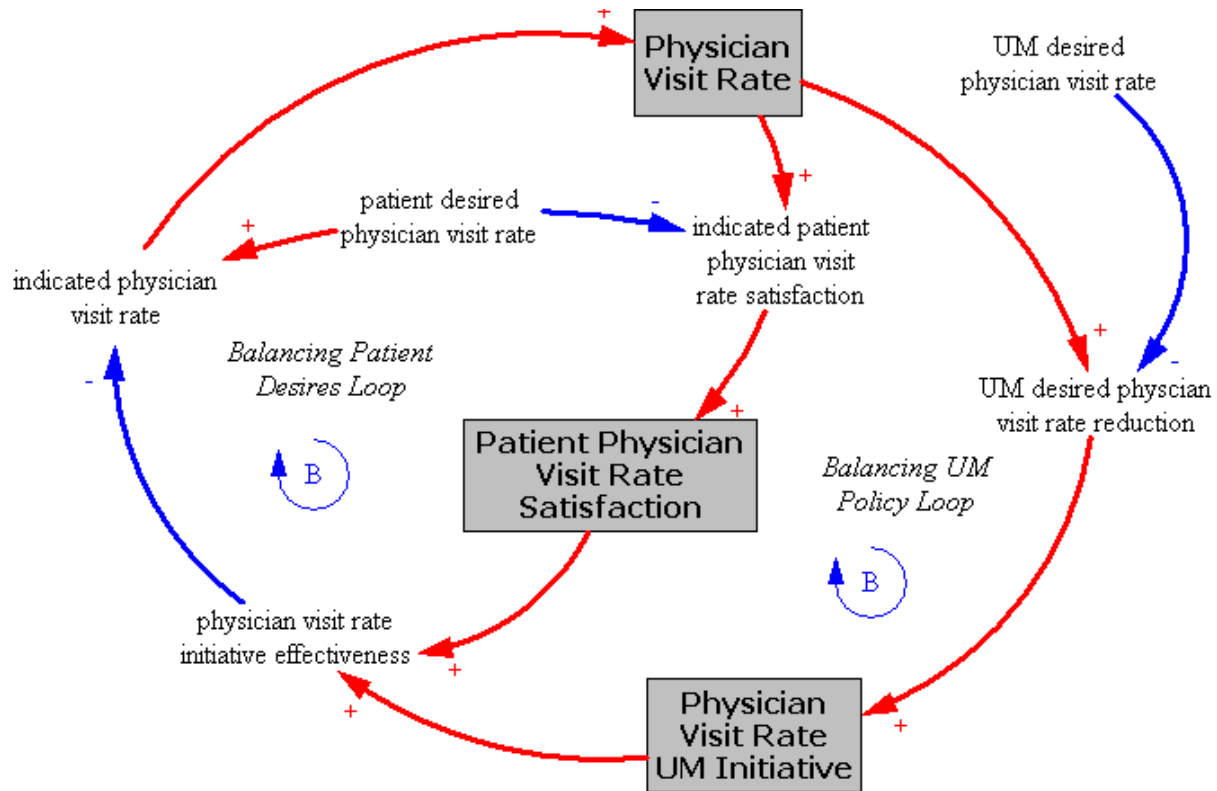 +
Physician
Visit Rate
UM desired
physician visit rate
+
patient desired
physician visit rate
-
+
indicated patient
physician visit
rate satisfaction
indicated physician
visit rate
+
-
UM desired physcian
visit rate reduction
-
Balancing Patient
Desires Loop
+
Patient Physician
Visit Rate
Satisfaction
B
Balancing UM
Policy Loop
B
physician visit rate
initiative effectiveness
+
+
Physician
Visit Rate
UM Initiative
+